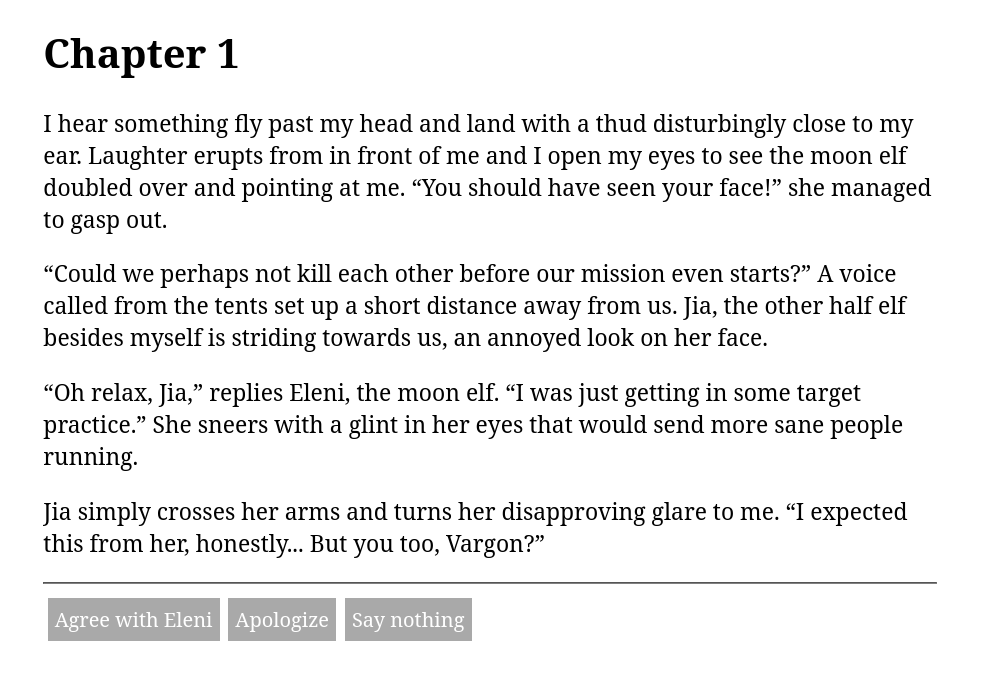 Chapter 1
I hear something fly past my head and land with a thud disturbingly close to my
ear. Laughter erupts from in front of me and I open my eyes to see the moon elf
doubled over and pointing at me. “You should have seen your face!” she managed
to gasp out.
“Could we perhaps not kill each other before our mission even starts?” A voice
called from the tents set up a short distance away from us. Jia, the other half elf
besides myself is striding towards us, an annoyed look on her face.
“Oh relax, Jia,” replies Eleni, the moon elf. “I was just getting in some target
practice.” She sneers with a glint in her eyes that would send more sane people
running.
Jia simply crosses her arms and turns her disapproving glare to me. “I expected
this from her, honestly... But you too, Vargon?”
Agree with Eleni Apologize Say nothing